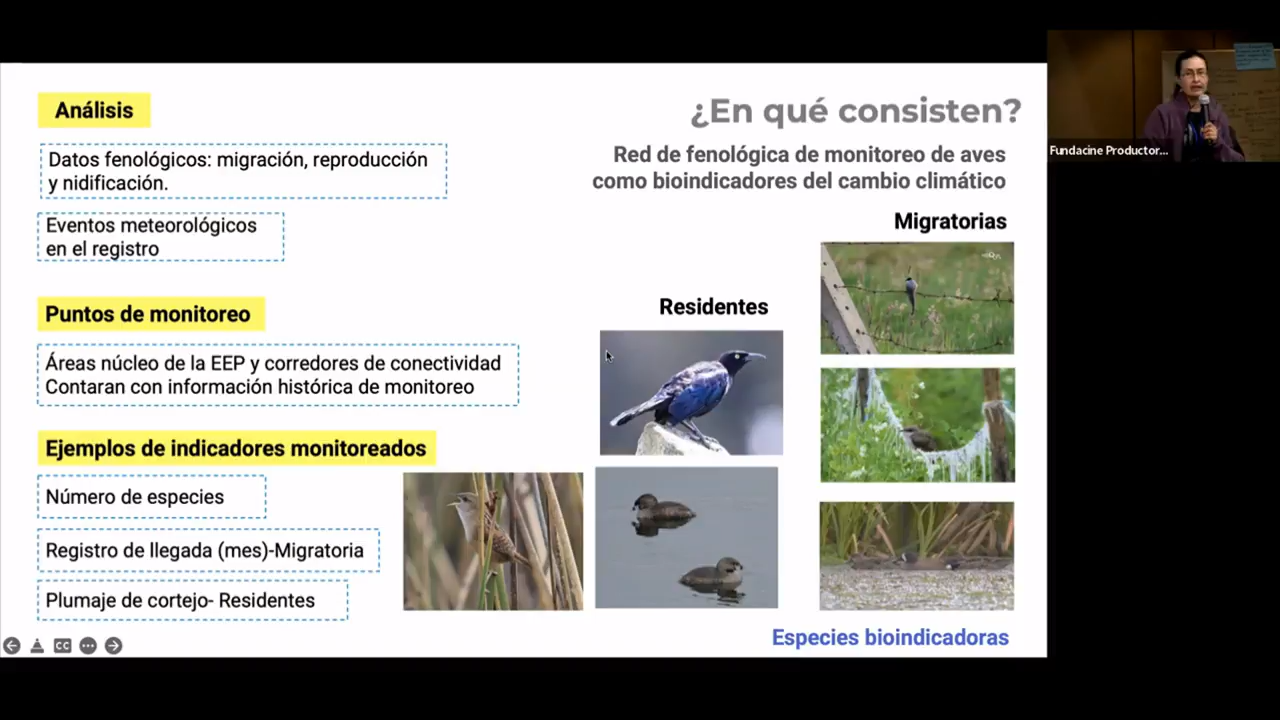 Análisis
Datos fenológicos: migración, reproducción
y nidificación.
Eventos meteorológicos
en el registro
Puntos de monitoreo
Áreas núcleo de la EEP y corredores de conectividad
Contaran con información histórica de monitoreo
Ejemplos de indicadores monitoreados
Número de especies
Registro de llegada (mes)-Migratoria
Plumaje de cortejo- Residentes
¿En qué consisten?
Red de fenológica de monitoreo de aves
como bioindicadores del cambio climático
Migratorias
Residentes
Especies bioindicadoras
CC
Fundacine Productor...